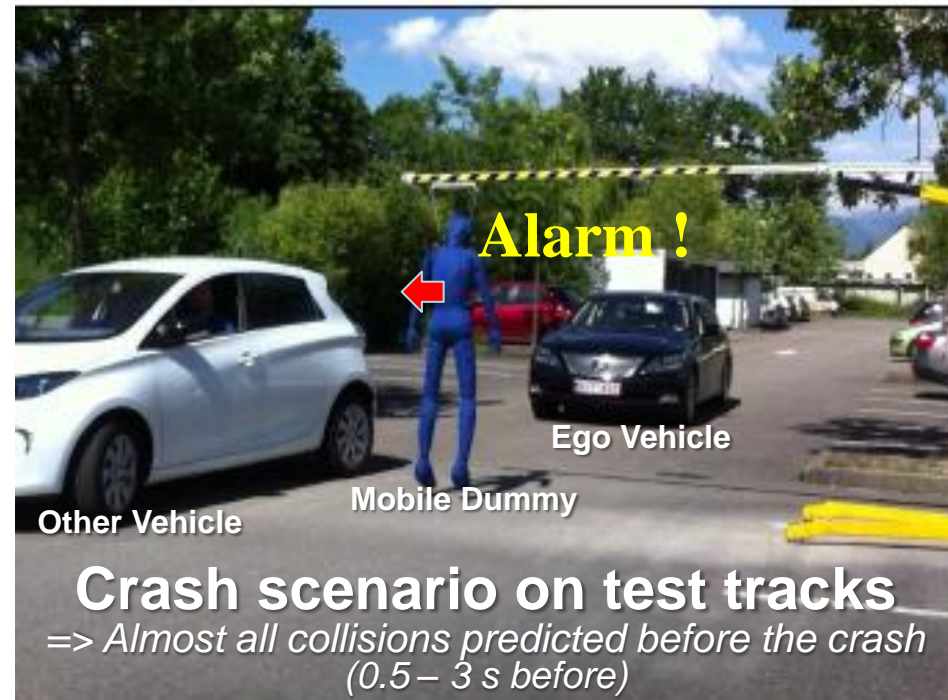 Alarm !
Ego Vehicle
Mobile Dummy
Other Vehicle
Crash scenario on test tracks
=> Almost all collisions predicted before the crash
(0.5 – 3 s before)